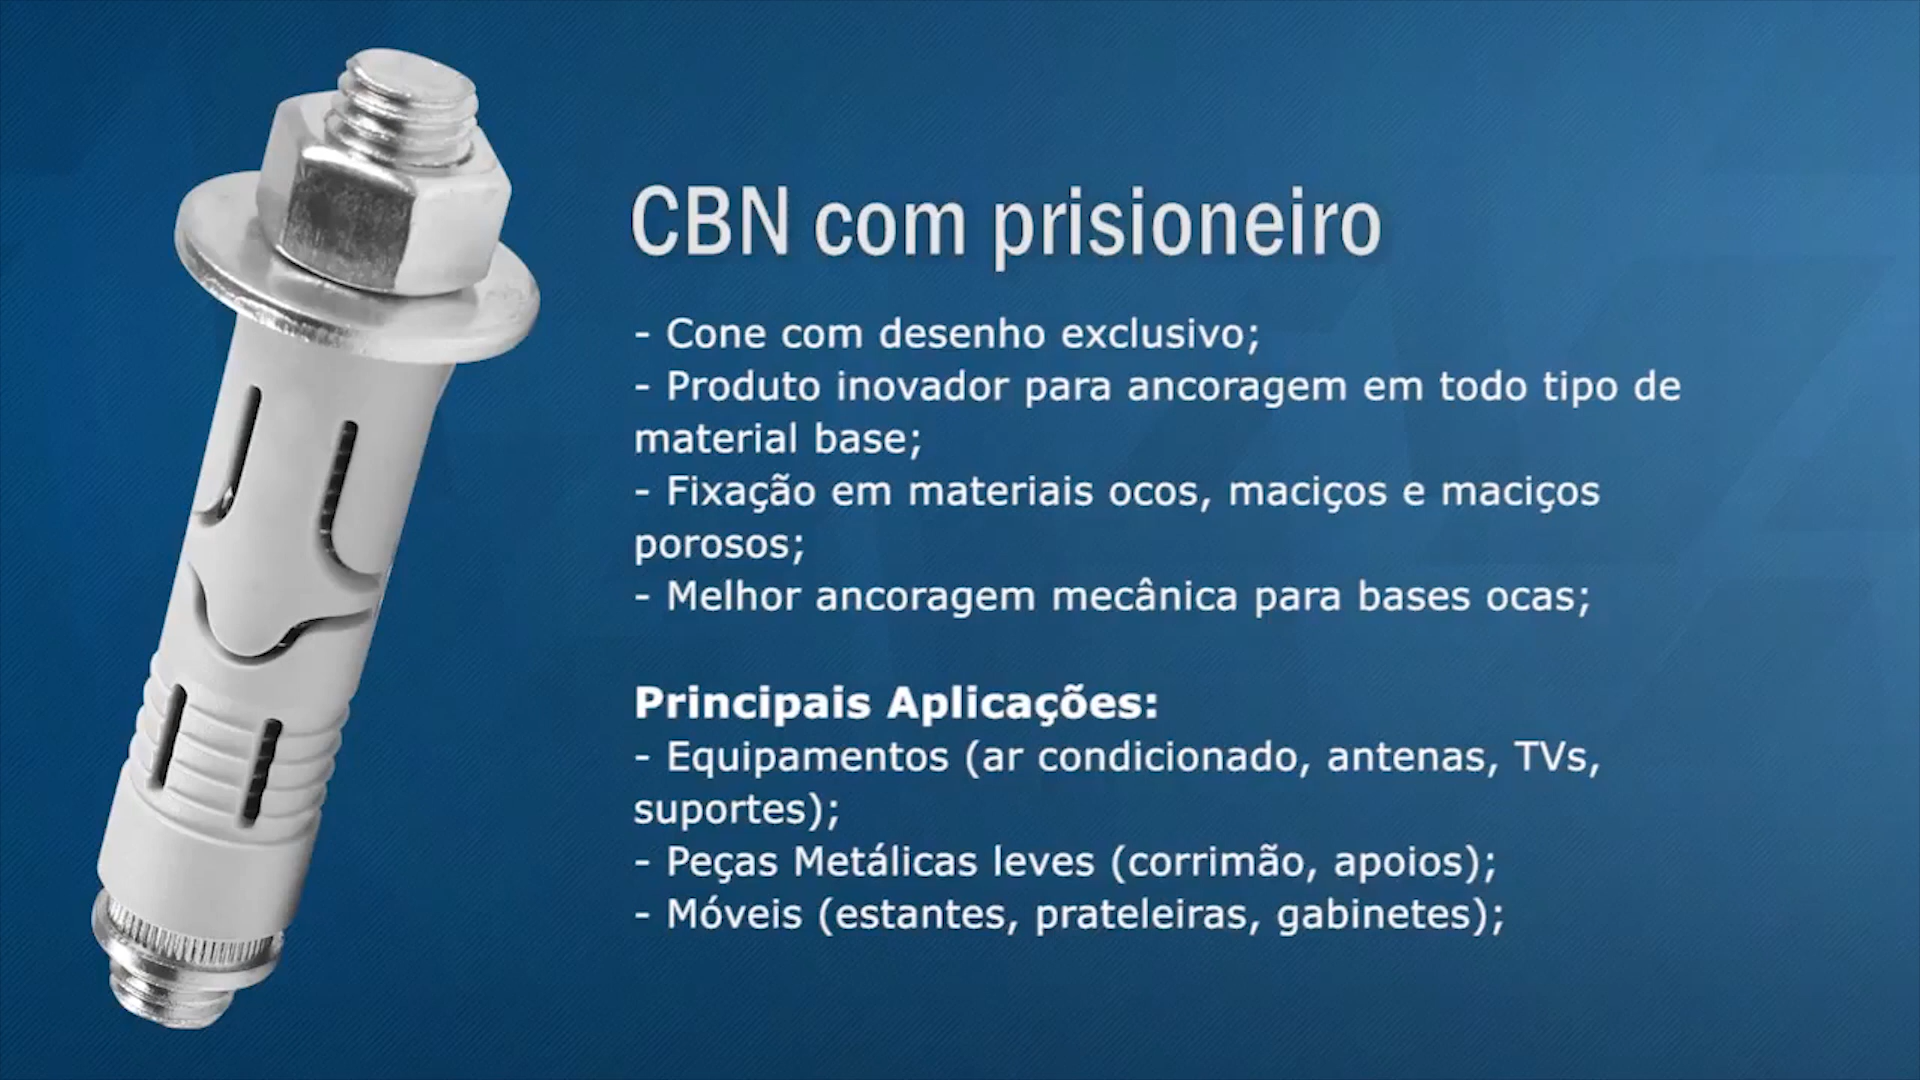 CBN com prisioneiro
- Cone com desenho exclusivo;
- Produto inovador para ancoragem em todo tipo de
material base;
- Fixação em materiais ocos, maciços e maciços
porosos;
- Melhor ancoragem mecânica para bases ocas;
Principais Aplicações:
- Equipamentos (ar condicionado, antenas, TVs,
suportes);
- Peças Metálicas leves (corrimão, apoios);
- Móveis (estantes, prateleiras, gabinetes);